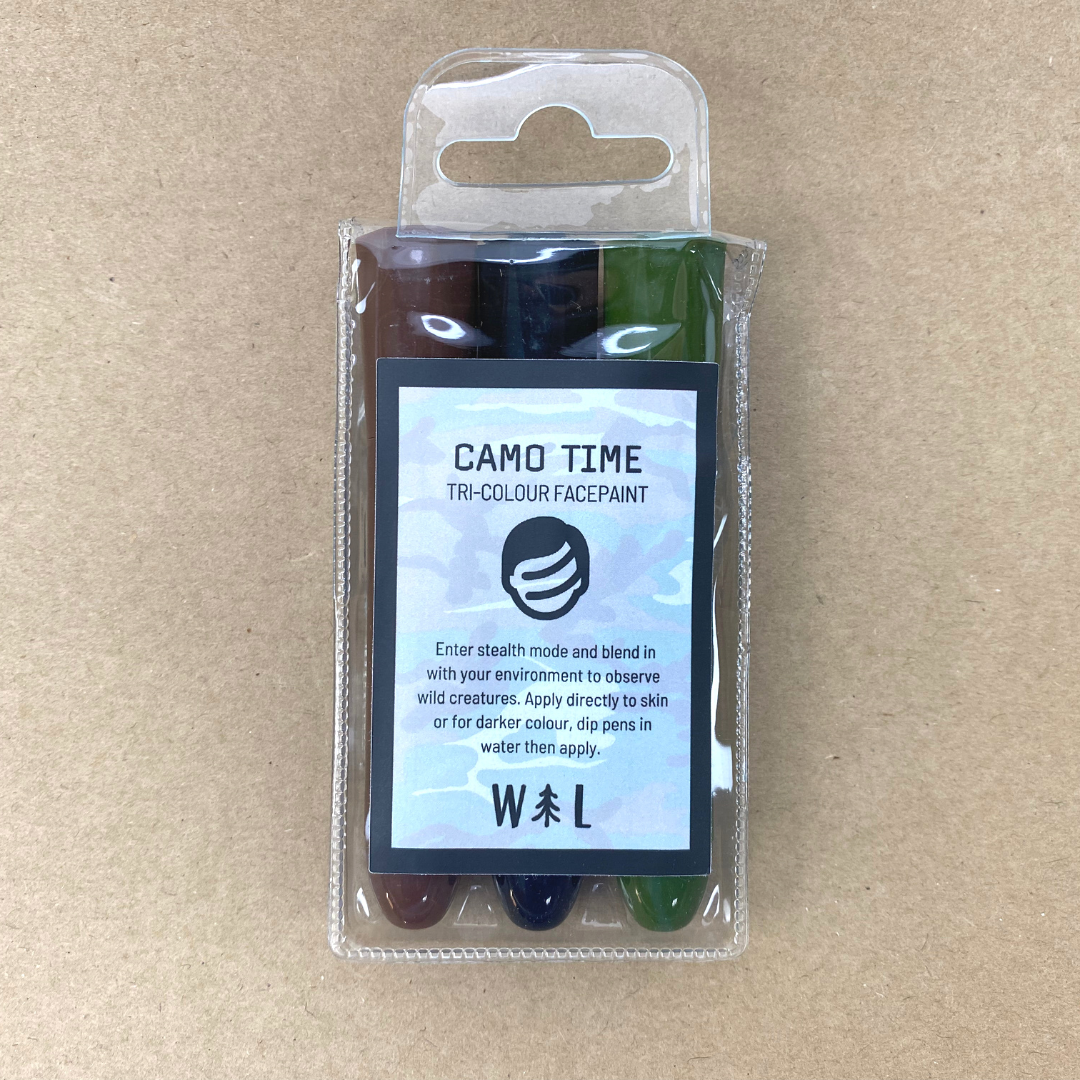 CAMO TIME
TRI-COLOUR FACEPAINT
Enter stealth mode and blend in
with your environment to observe
wild creatures. Apply directly to skin
or for darker colour, dip pens in
water then apply.
W L